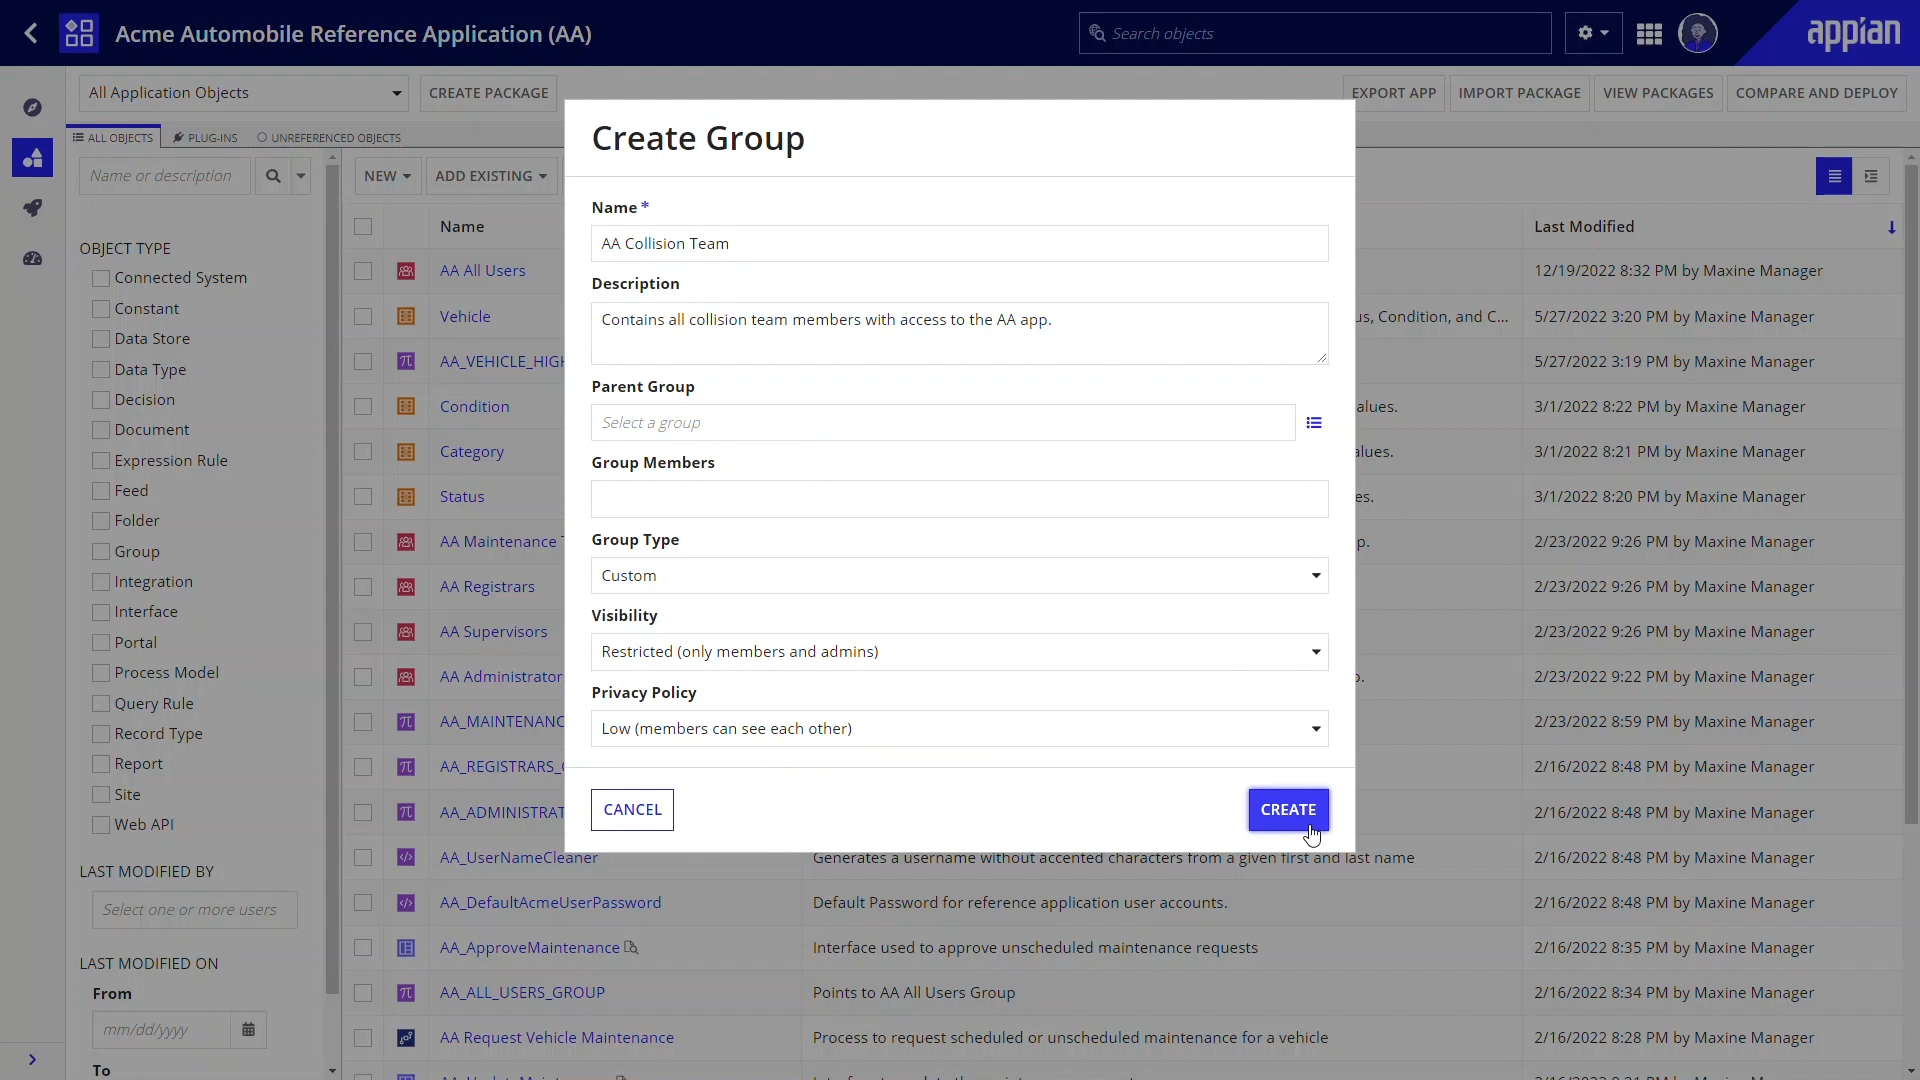 Acme Automobile Reference Application (AA)
Search objects
appian
All Application Objects
CREATE PACKAGE
EXPORT APP
IMPORT PACKAGE
VIEW PACKAGES
COMPARE AND DEPLOY
ALL OBJECTS
PLUG-INS
UNREFERENCED OBJECTS
Name or description
OBJECT TYPE
Connected System
Constant
Data Store
Data Type
Decision
Document
Expression Rule
Feed
Folder
Group
Integration
Interface
Portal
Process Model
Query Rule
Record Type
Report
Site
Web API
LAST MODIFIED BY
Select one or more users
LAST MODIFIED ON
From
mm/dd/yyyy
To
NEW
ADD EXISTING
Name
Last Modified
AA All Users
12/19/2022 8:32 PM by Maxine Manager
Vehicle
us, Condition, and C...
5/27/2022 3:20 PM by Maxine Manager
AA_VEHICLE_HIGH
5/27/2022 3:19 PM by Maxine Manager
Condition
alues.
3/1/2022 8:22 PM by Maxine Manager
Category
alues.
3/1/2022 8:21 PM by Maxine Manager
Status
es.
3/1/2022 8:20 PM by Maxine Manager
AA Maintenance
p.
2/23/2022 9:26 PM by Maxine Manager
AA Registrars
2/23/2022 9:26 PM by Maxine Manager
AA Supervisors
2/23/2022 9:26 PM by Maxine Manager
AA Administrator
p.
2/23/2022 9:22 PM by Maxine Manager
AA_MAINTENANC
2/23/2022 8:59 PM by Maxine Manager
AA_REGISTRARS_
2/16/2022 8:48 PM by Maxine Manager
AA_ADMINISTRAT
2/16/2022 8:48 PM by Maxine Manager
AA_UserNameCleaner
Generates a username without accented characters from a given first and last name
2/16/2022 8:48 PM by Maxine Manager
AA_DefaultAcmeUserPassword
Default Password for reference application user accounts.
2/16/2022 8:48 PM by Maxine Manager
AA_ApproveMaintenance
Interface used to approve unscheduled maintenance requests
2/16/2022 8:35 PM by Maxine Manager
AA_ALL_USERS_GROUP
Points to AA All Users Group
2/16/2022 8:34 PM by Maxine Manager
AA Request Vehicle Maintenance
Process to request scheduled or unscheduled maintenance for a vehicle
2/16/2022 8:28 PM by Maxine Manager
Create Group
Name *
AA Collision Team
Description
Contains all collision team members with access to the AA app.
Parent Group
Select a group
Group Members
Group Type
Custom
Visibility
Restricted (only members and admins)
Privacy Policy
Low (members can see each other)
CANCEL
CREATE